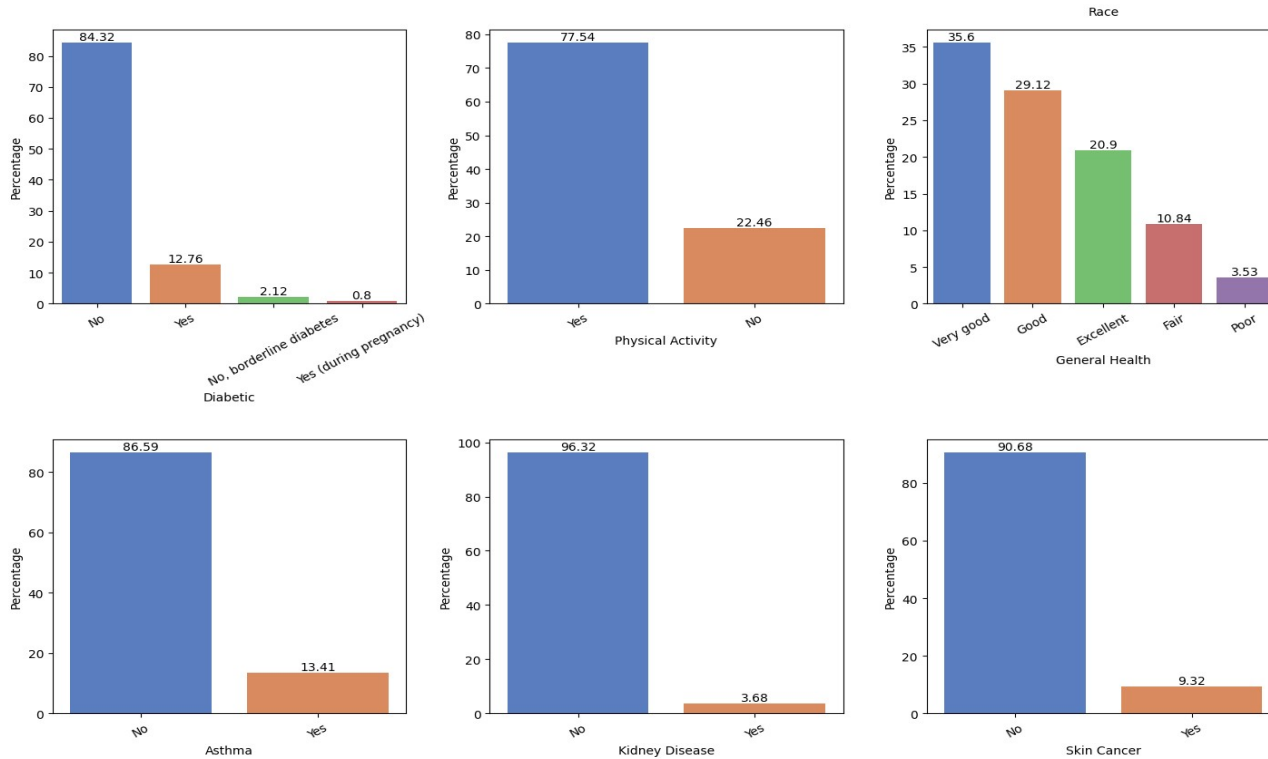 Race
84.32
12.76
2.12
0.8
80
70
60
50
40
30
20
10
0
Percentage
No
Yes
No, borderline diabetes
Yes (during pregnancy)
Diabetic
77.54
22.46
80
70
60
50
40
30
20
10
0
Percentage
Yes
No
Physical Activity
35.6
29.12
20.9
10.84
3.53
35
30
25
20
15
10
5
0
Percentage
Very good
Good
Excellent
Fair
Poor
General Health
86.59
13.41
80
60
40
20
0
Percentage
No
Yes
Asthma
96.32
3.68
100
80
60
40
20
0
Percentage
No
Yes
Kidney Disease
90.68
9.32
80
60
40
20
0
Percentage
No
Yes
Skin Cancer